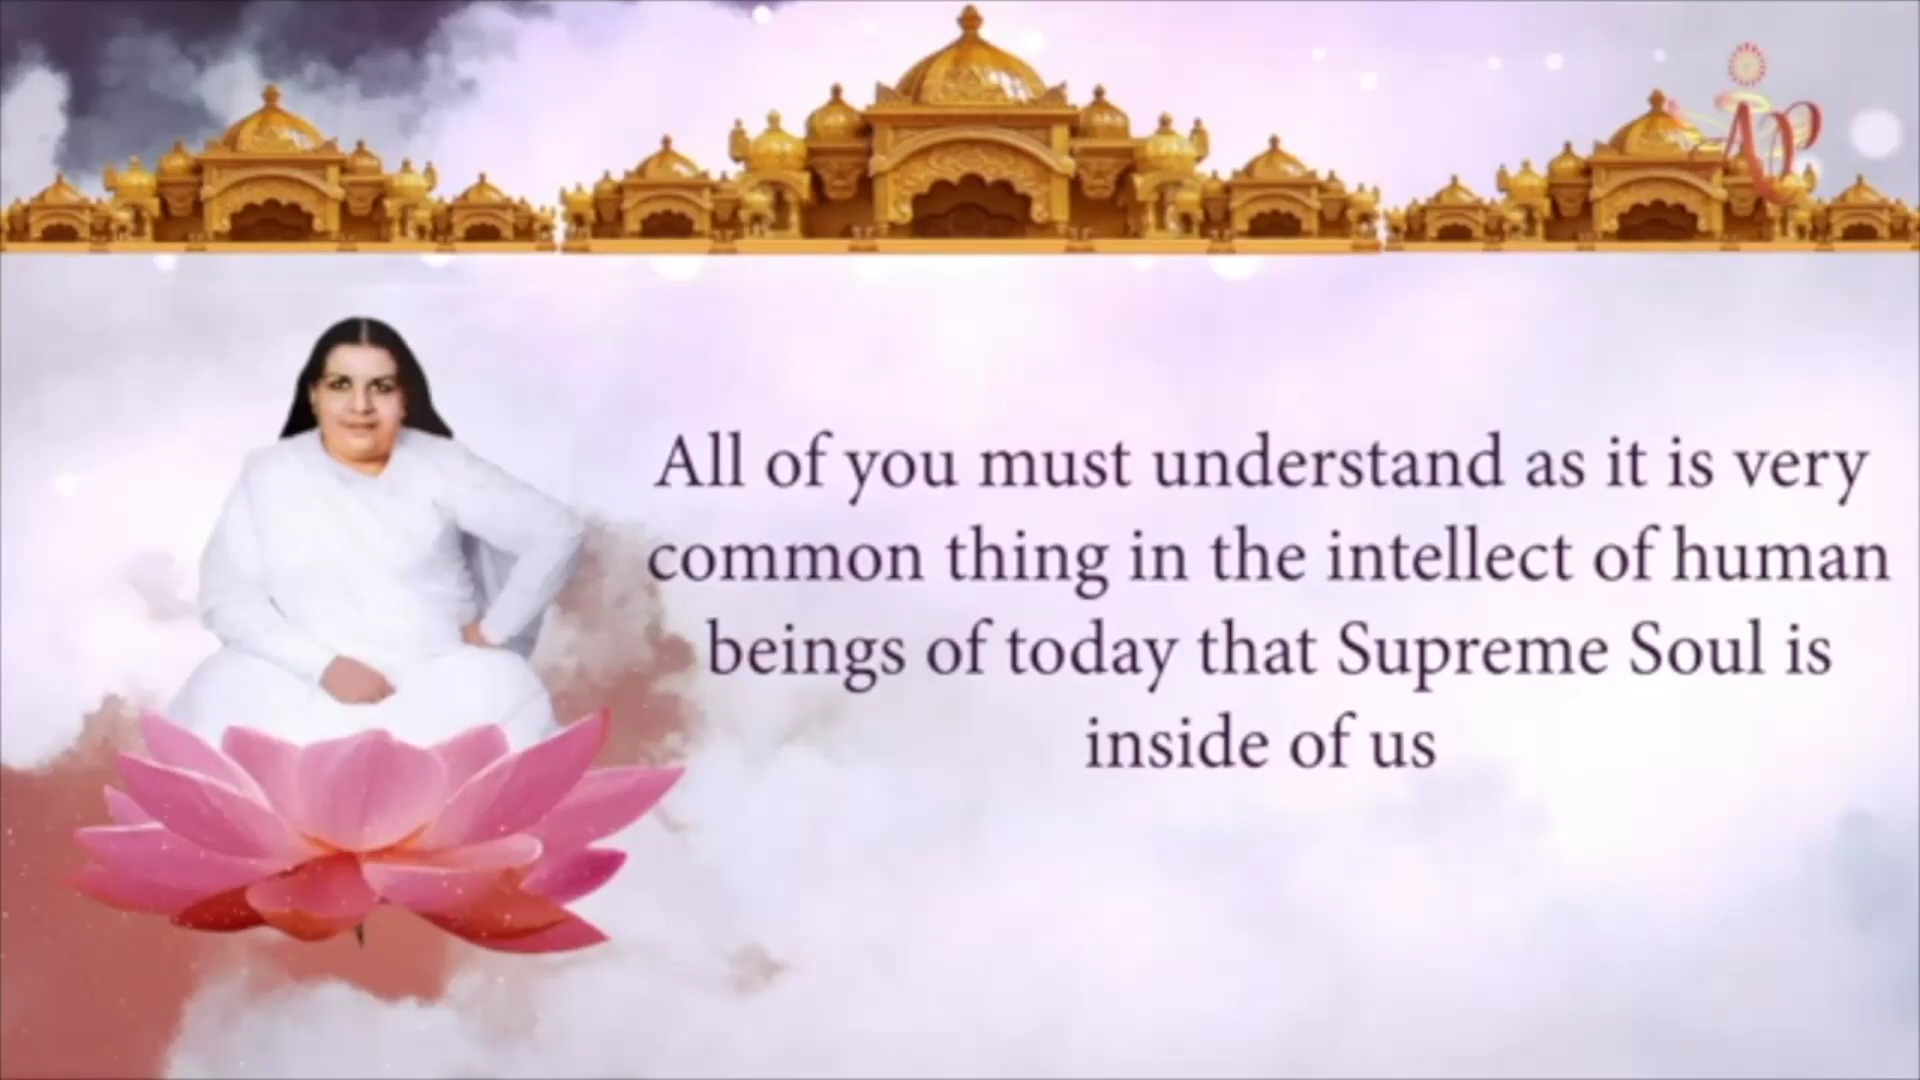 AP
All of you must understand as it is very
common thing in the intellect of human
beings of today that Supreme Soul is
inside of us